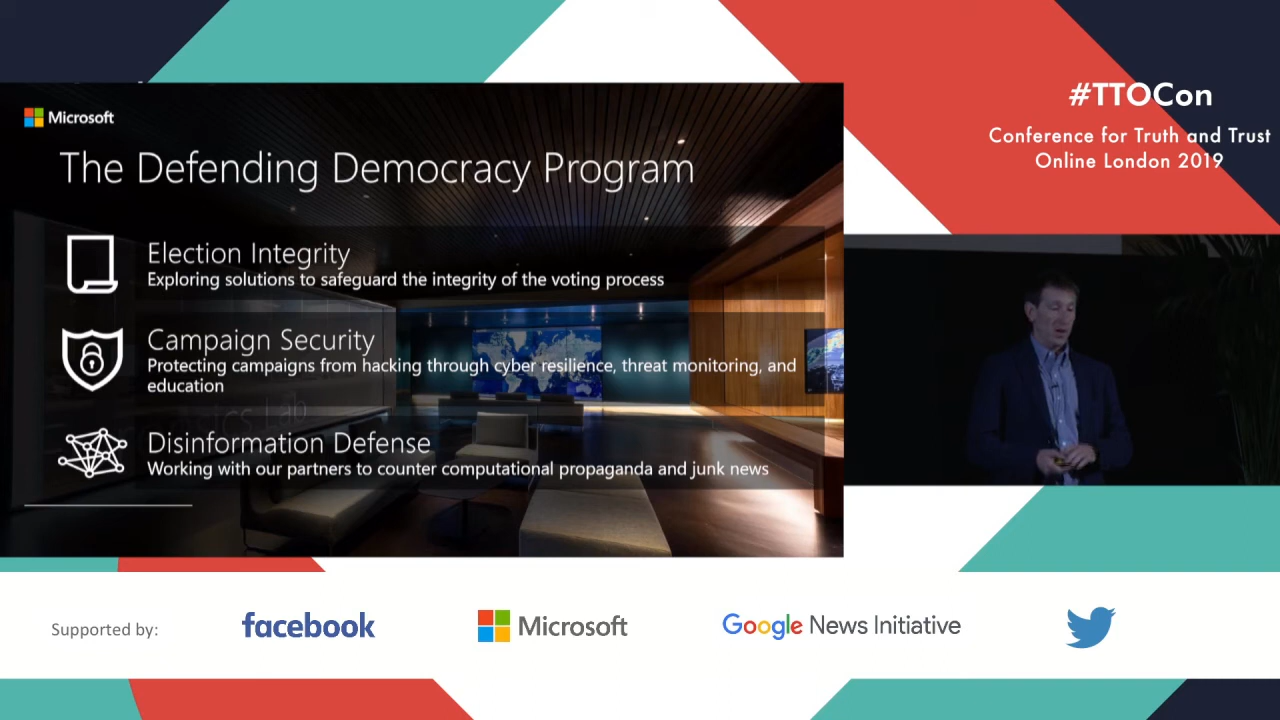 #TTOCon
Conference for Truth and Trust
Online London 2019
Microsoft
The Defending Democracy Program
Election Integrity
Exploring solutions to safeguard the integrity of the voting process
Campaign Security
Protecting campaigns from hacking through cyber resilience, threat monitoring, and
education
Disinformation Defense
Working with our partners to counter computational propaganda and junk news
Supported by:
facebook
Microsoft
Google News Initiative